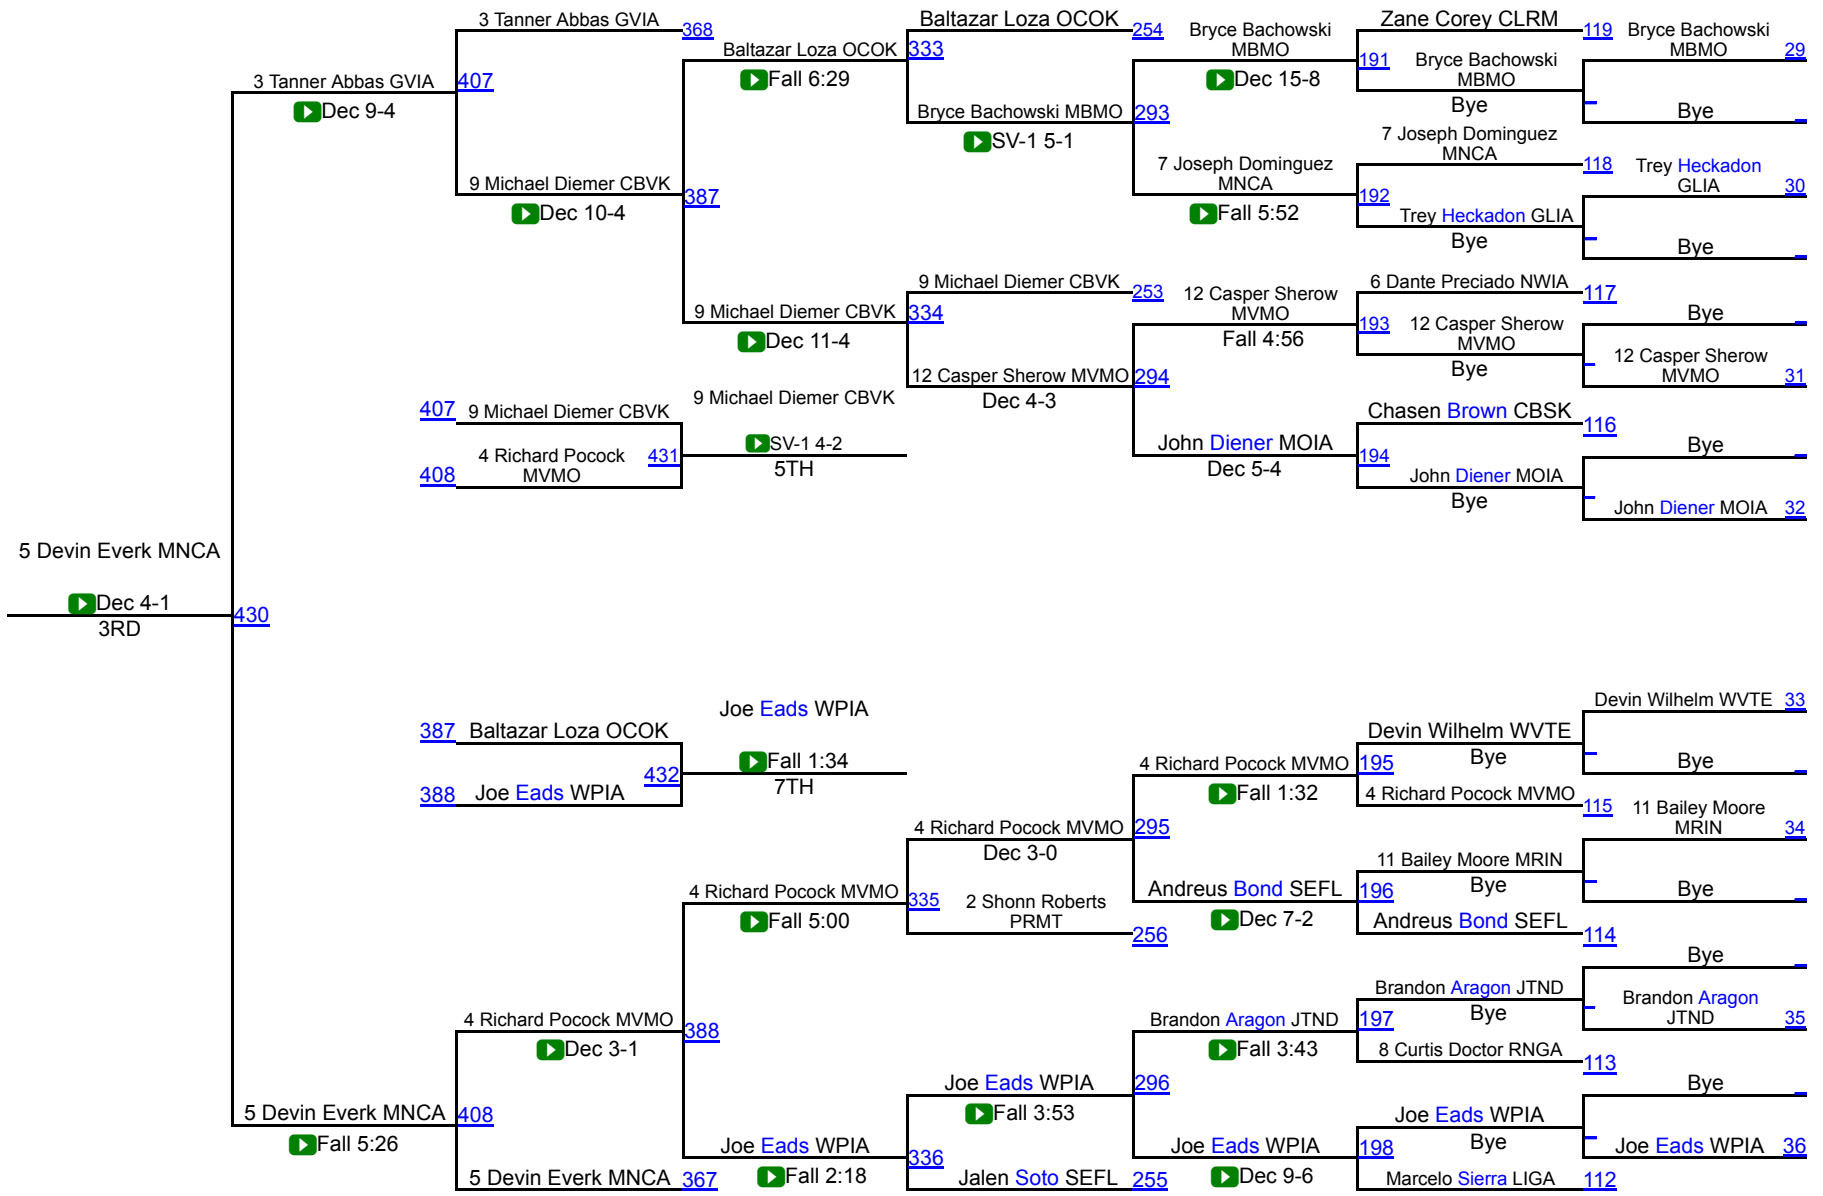 3 Tanner Abbas GVIA
368
Baltazar Loza OCOK
254
Bryce Bachowski
MBMO
Zane Corey CLRM
119
Bryce Bachowski
MBMO
29
Baltazar Loza OCOK
333
191
Bryce Bachowski
MBMO
3 Tanner Abbas GVIA
407
Fall 6:29
Dec 15-8
Bye
Bye
Dec 9-4
Bryce Bachowski MBMO
293
SV-1 5-1
7 Joseph Dominguez
MNCA
118
Trey Heckadon
GLIA
30
7 Joseph Dominguez
MNCA
9 Michael Diemer CBVK
387
192
Dec 10-4
Fall 5:52
Trey Heckadon GLIA
Bye
Bye
9 Michael Diemer CBVK
253
12 Casper Sherow
MVMO
6 Dante Preciado NWIA
117
Bye
9 Michael Diemer CBVK
334
193
12 Casper Sherow
MVMO
Dec 11-4
Fall 4:56
Bye
12 Casper Sherow
MVMO
31
12 Casper Sherow MVMO
294
Dec 4-3
407
9 Michael Diemer CBVK
9 Michael Diemer CBVK
Chasen Brown CBSK
116
Bye
4 Richard Pocock
MVMO
431
408
SV-1 4-2
5TH
John Diener MOIA
194
Dec 5-4
John Diener MOIA
Bye
John Diener MOIA
32
5 Devin Everk MNCA
Dec 4-1
3RD
430
Joe Eads WPIA
Devin Wilhelm WVTE
33
387
Baltazar Loza OCOK
Devin Wilhelm WVTE
Bye
Bye
432
Fall 1:34
7TH
388
Joe Eads WPIA
4 Richard Pocock MVMO
195
Fall 1:32
4 Richard Pocock MVMO
115
11 Bailey Moore
MRIN
34
4 Richard Pocock MVMO
295
Dec 3-0
11 Bailey Moore MRIN
Bye
Bye
4 Richard Pocock MVMO
335
2 Shonn Roberts
PRMT
256
Fall 5:00
Andreus Bond SEFL
196
Dec 7-2
Andreus Bond SEFL
114
Bye
Brandon Aragon JTND
Bye
Brandon Aragon
JTND
35
4 Richard Pocock MVMO
388
Dec 3-1
Brandon Aragon JTND
197
Fall 3:43
8 Curtis Doctor RNGA
113
Joe Eads WPIA
296
Fall 3:53
Bye
5 Devin Everk MNCA
408
Fall 5:26
Joe Eads WPIA
Bye
Joe Eads WPIA
336
Fall 2:18
Joe Eads WPIA
198
Dec 9-6
Joe Eads WPIA
36
5 Devin Everk MNCA
367
Jalen Soto SEFL
255
Marcelo Sierra LIGA
112